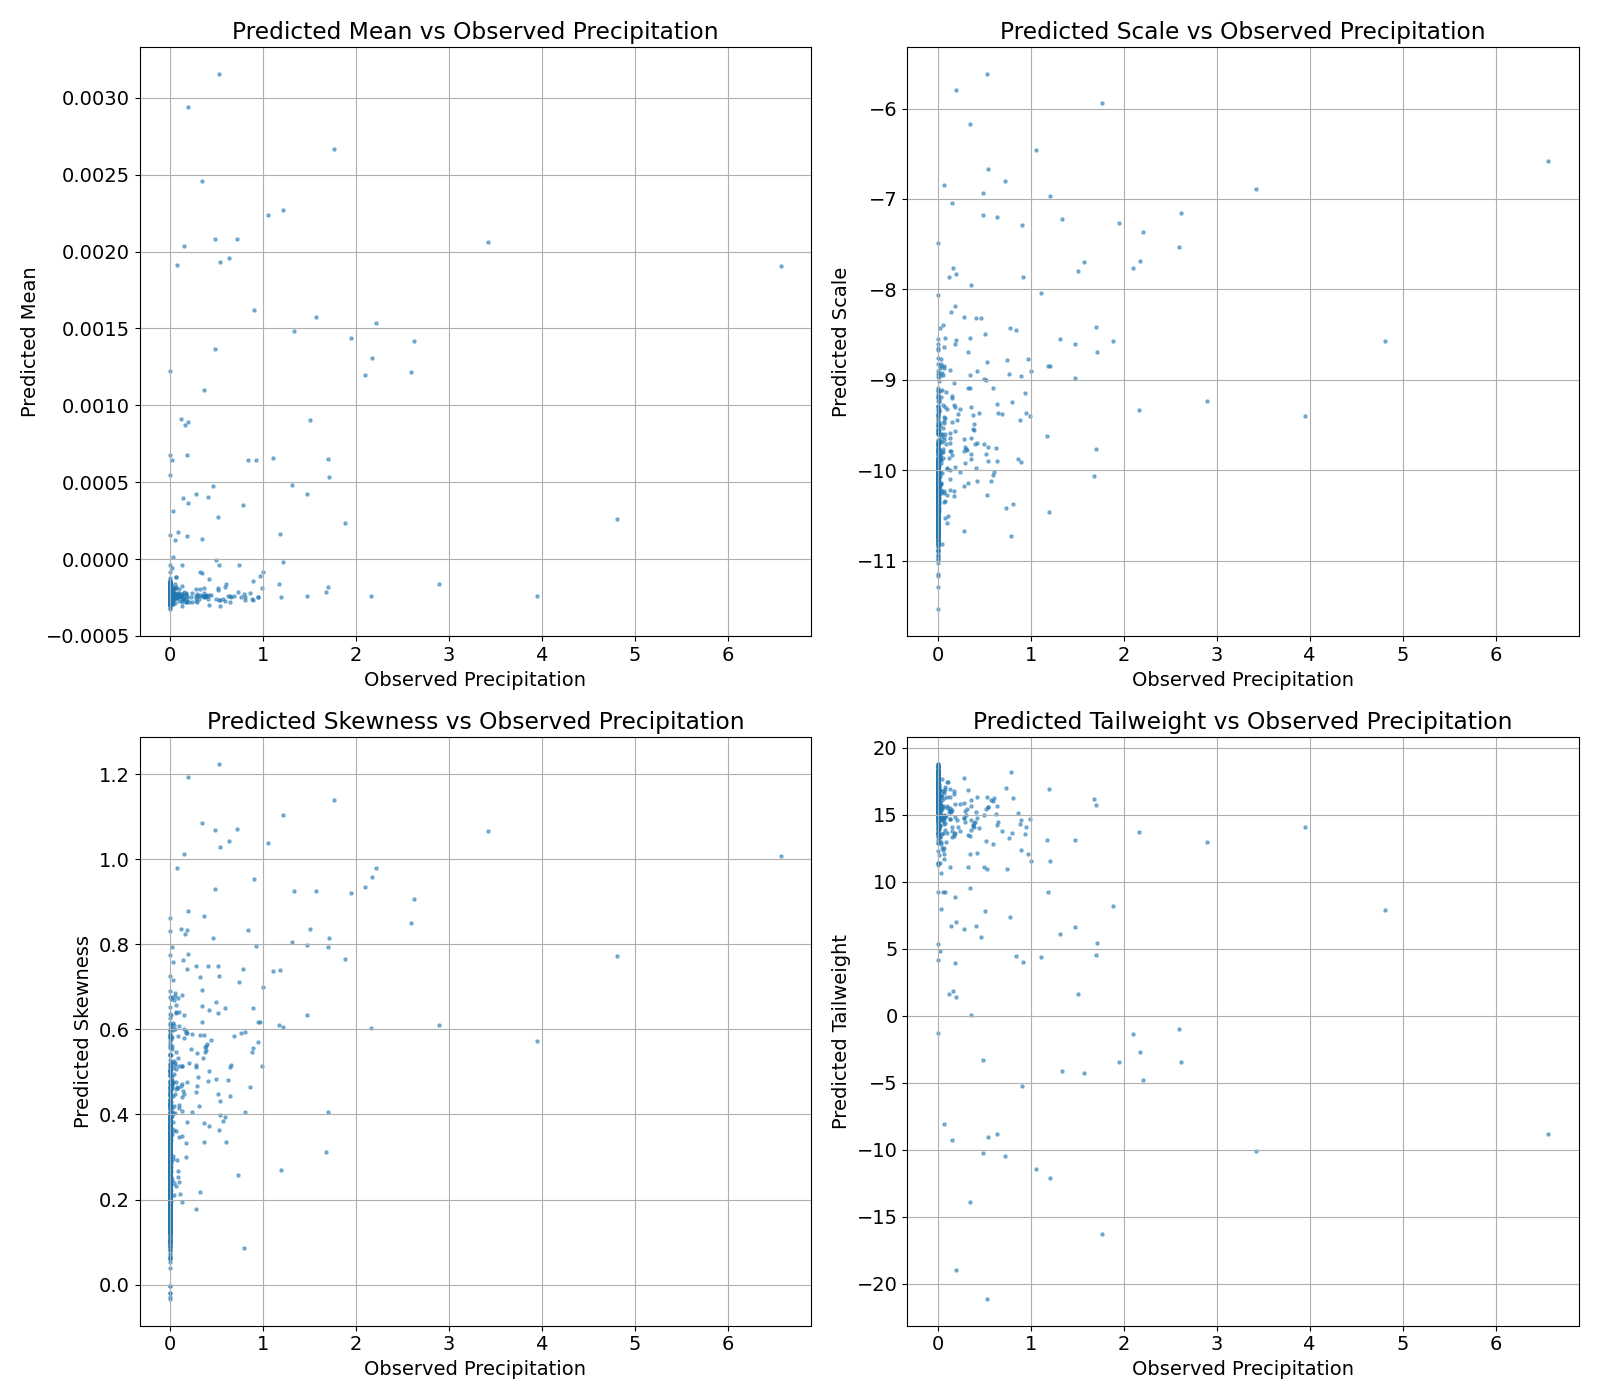 Predicted Mean vs Observed Precipitation
Predicted Mean
0.0030
0.0025
0.0020
0.0015
0.0010
0.0005
0.0000
−0.0005
0 1 2 3 4 5 6
Observed Precipitation
Predicted Scale vs Observed Precipitation
Predicted Scale
−6
−7
−8
−9
−10
−11
0 1 2 3 4 5 6
Observed Precipitation
Predicted Skewness vs Observed Precipitation
Predicted Skewness
1.2
1.0
0.8
0.6
0.4
0.2
0.0
0 1 2 3 4 5 6
Observed Precipitation
Predicted Tailweight vs Observed Precipitation
Predicted Tailweight
20
15
10
5
0
−5
−10
−15
−20
0 1 2 3 4 5 6
Observed Precipitation